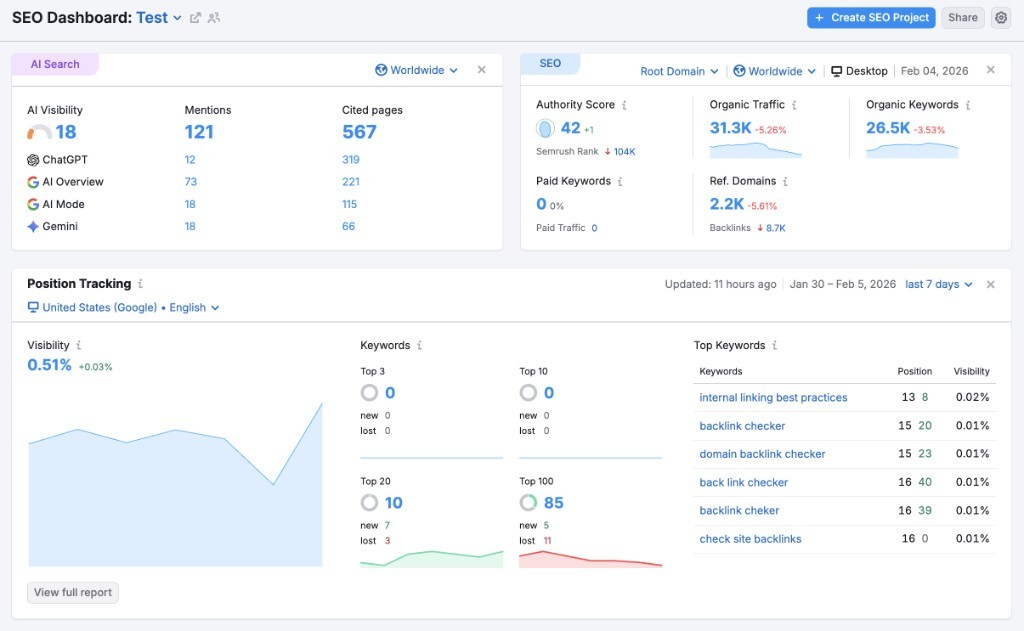 SEO Dashboard: Test
+ Create SEO Project
Share
AI Search
Worldwide
AI Visibility Mentions Cited pages
18 121 567
ChatGPT 12 319
AI Overview 73 221
AI Mode 18 115
Gemini 18 66
SEO
Root Domain Worldwide Desktop Feb 04, 2026
Authority Score i Organic Traffic i Organic Keywords i
42 +1 31.3K -5.26% 26.5K -3.53%
Semrush Rank ↓ 104K
Paid Keywords i Ref. Domains i
0 0% 2.2K -5.61%
Paid Traffic 0 Backlinks ↓ 8.7K
Position Tracking i
Updated: 11 hours ago Jan 30 – Feb 5, 2026 last 7 days
United States (Google) • English
Visibility i
0.51% +0.03%
View full report
Keywords i
Top 3
0
new 0
lost 0
Top 10
0
new 0
lost 0
Top 20
10
new 7
lost 3
Top 100
85
new 5
lost 11
Top Keywords i
Keywords Position Visibility
internal linking best practices 13 8 0.02%
backlink checker 15 20 0.01%
domain backlink checker 15 23 0.01%
back link checker 16 40 0.01%
backlink cheker 16 39 0.01%
check site backlinks 16 0 0.01%